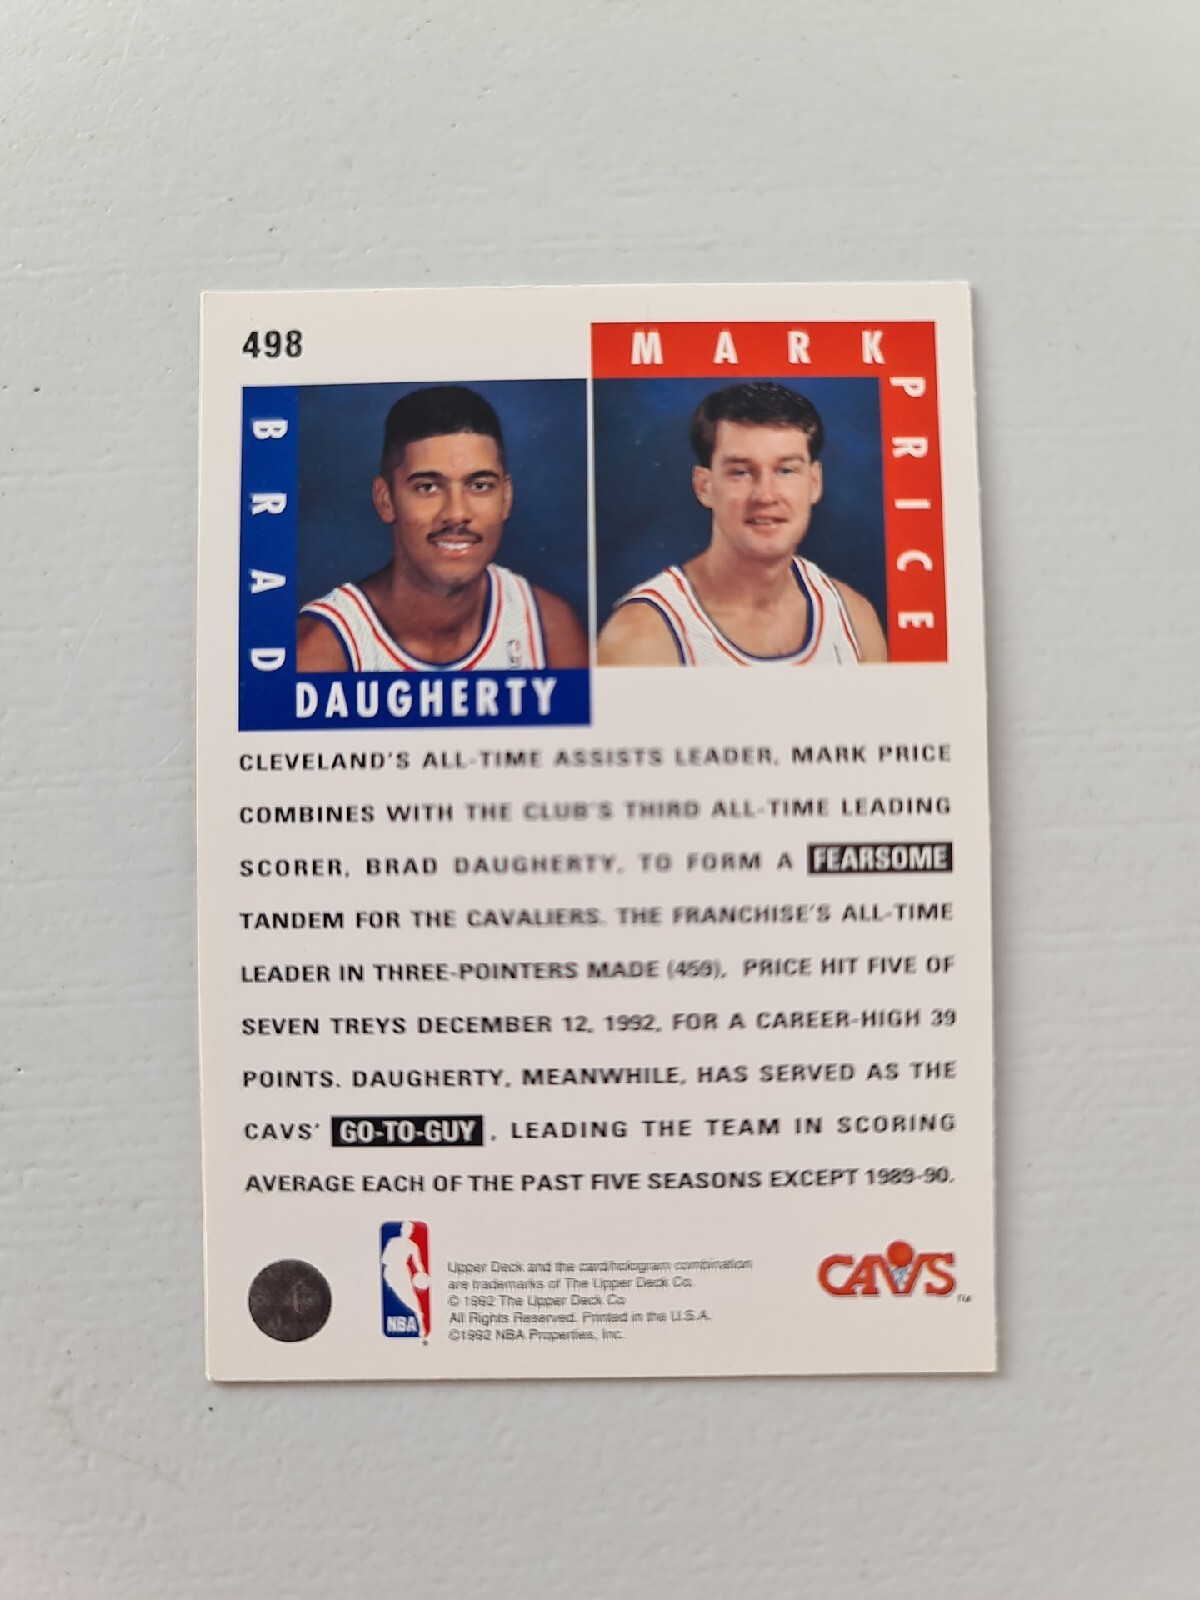 498
MARK PRICE
BRAD DAUGHERTY
CLEVELAND'S ALL-TIME ASSISTS LEADER, MARK PRICE
COMBINES WITH THE CLUB'S THIRD ALL-TIME LEADING
SCORER, BRAD DAUGHERTY, TO FORM A FEARSOME
TANDEM FOR THE CAVALIERS. THE FRANCHISE'S ALL-TIME
LEADER IN THREE-POINTERS MADE (459), PRICE HIT FIVE OF
SEVEN TREYS DECEMBER 12, 1992, FOR A CAREER-HIGH 39
POINTS. DAUGHERTY, MEANWHILE, HAS SERVED AS THE
CAVS' GO-TO-GUY, LEADING THE TEAM IN SCORING
AVERAGE EACH OF THE PAST FIVE SEASONS EXCEPT 1989-90.
NBA
Upper Deck and the card/hologram combination
are trademarks of The Upper Deck Co.
© 1992 The Upper Deck Co.
All Rights Reserved. Printed in the U.S.A.
©1992 NBA Properties, Inc.
CAVS
TM